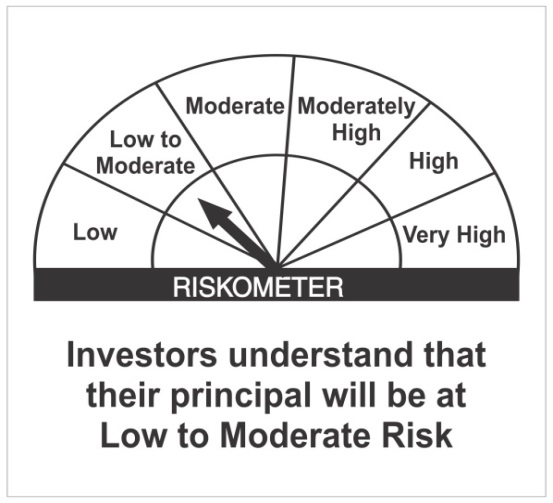 Moderate
Moderately
High
Low to
Moderate
High
Low
Very High
RISKOMETER
Investors understand that
their principal will be at
Low to Moderate Risk